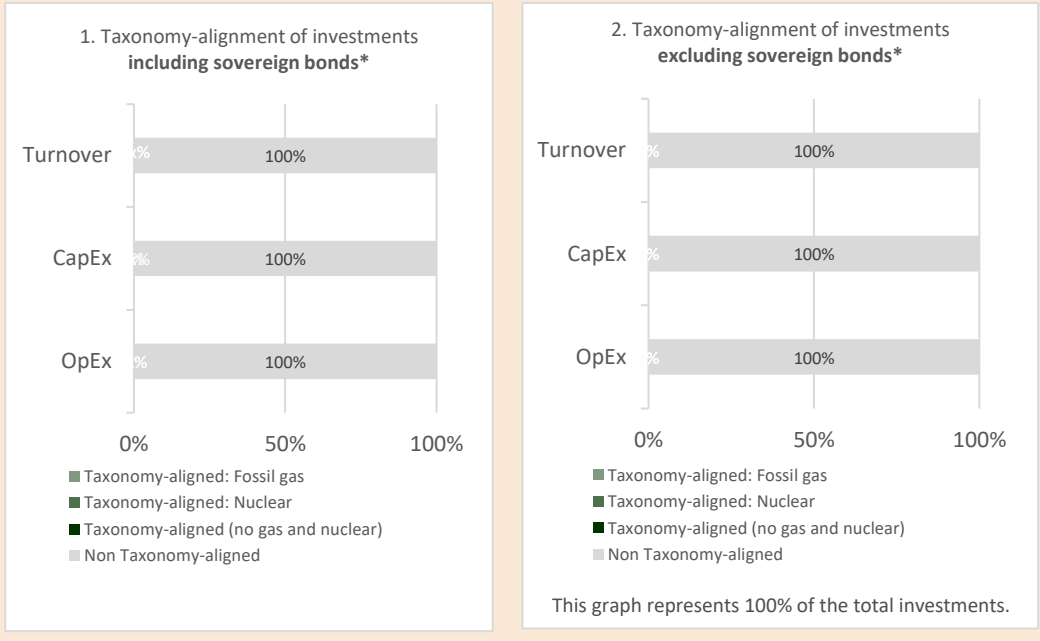 1. Taxonomy-alignment of investments
including sovereign bonds*
Turnover
100%
CapEx
100%
OpEx
100%
0% 50% 100%
Taxonomy-aligned: Fossil gas
Taxonomy-aligned: Nuclear
Taxonomy-aligned (no gas and nuclear)
Non Taxonomy-aligned
2. Taxonomy-alignment of investments
excluding sovereign bonds*
Turnover
100%
CapEx
100%
OpEx
100%
0% 50% 100%
Taxonomy-aligned: Fossil gas
Taxonomy-aligned: Nuclear
Taxonomy-aligned (no gas and nuclear)
Non Taxonomy-aligned
This graph represents 100% of the total investments.